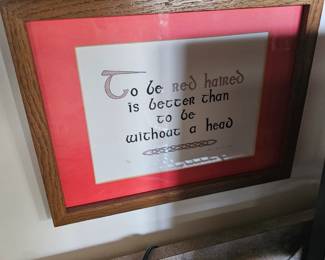 To be red haired
is better than
to be
without a head